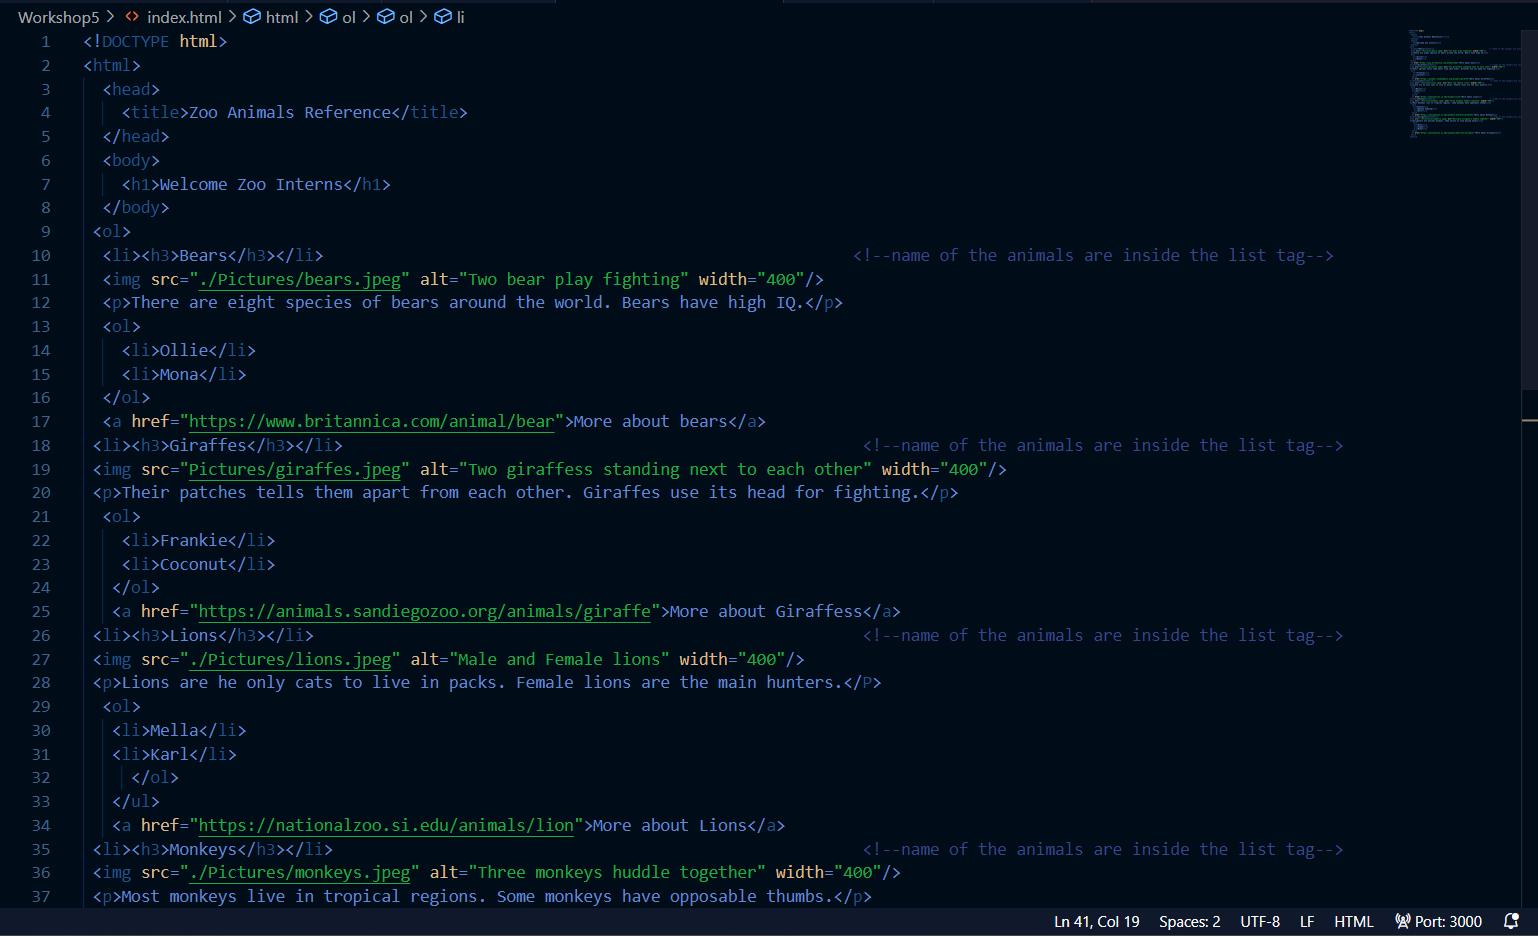 Workshop5 > <> index.html > html > ol > ol > li
1 <!DOCTYPE html>
2 <html>
3 <head>
4 <title>Zoo Animals Reference</title>
5 </head>
6 <body>
7 <h1>Welcome Zoo Interns</h1>
8 </body>
9 <ol>
10 <li><h3>Bears</h3></li> <!--name of the animals are inside the list tag-->
11 <img src="./Pictures/bears.jpeg" alt="Two bear play fighting" width="400"/>
12 <p>There are eight species of bears around the world. Bears have high IQ.</p>
13 <ol>
14 <li>Ollie</li>
15 <li>Mona</li>
16 </ol>
17 <a href="https://www.britannica.com/animal/bear">More about bears</a>
18 <li><h3>Giraffes</h3></li> <!--name of the animals are inside the list tag-->
19 <img src="Pictures/giraffes.jpeg" alt="Two giraffess standing next to each other" width="400"/>
20 <p>Their patches tells them apart from each other. Giraffes use its head for fighting.</p>
21 <ol>
22 <li>Frankie</li>
23 <li>Coconut</li>
24 </ol>
25 <a href="https://animals.sandiegozoo.org/animals/giraffe">More about Giraffess</a>
26 <li><h3>Lions</h3></li> <!--name of the animals are inside the list tag-->
27 <img src="./Pictures/lions.jpeg" alt="Male and Female lions" width="400"/>
28 <p>Lions are he only cats to live in packs. Female lions are the main hunters.</P>
29 <ol>
30 <li>Mella</li>
31 <li>Karl</li>
32 </ol>
33 </ul>
34 <a href="https://nationalzoo.si.edu/animals/lion">More about Lions</a>
35 <li><h3>Monkeys</h3></li> <!--name of the animals are inside the list tag-->
36 <img src="./Pictures/monkeys.jpeg" alt="Three monkeys huddle together" width="400"/>
37 <p>Most monkeys live in tropical regions. Some monkeys have opposable thumbs.</p>
Ln 41, Col 19 Spaces: 2 UTF-8 LF HTML Port: 3000